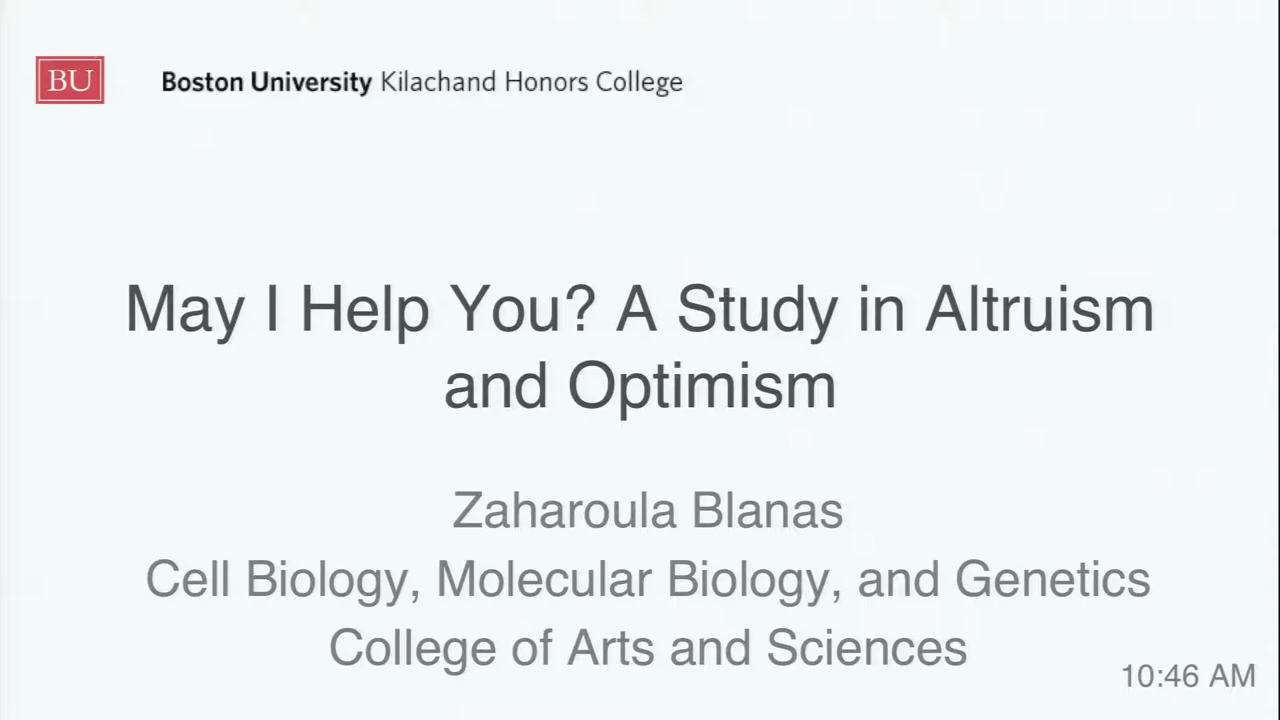 BU
Boston University Kilachand Honors College
May I Help You? A Study in Altruism
and Optimism
Zaharoula Blanas
Cell Biology, Molecular Biology, and Genetics
College of Arts and Sciences
10:46 AM